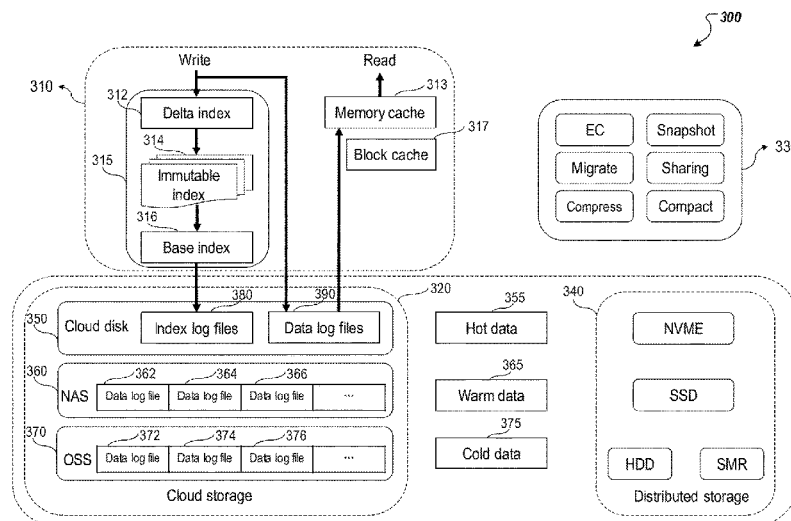 300
Write
Read
310
312
313
Delta index
Memory cache
317
314
315
Immutable
index
Block cache
316
Base index
EC
Snapshot
Migrate
Sharing
33
Compress
Compact
380
390
320
355
340
350
Cloud disk
Index log files
Data log files
Hot data
NVME
360
362
364
366
365
NAS
Data log file
Data log file
Data log file
...
Warm data
SSD
370
372
374
376
375
OSS
Data log file
Data log file
Data log file
...
Cold data
HDD
SMR
Cloud storage
Distributed storage